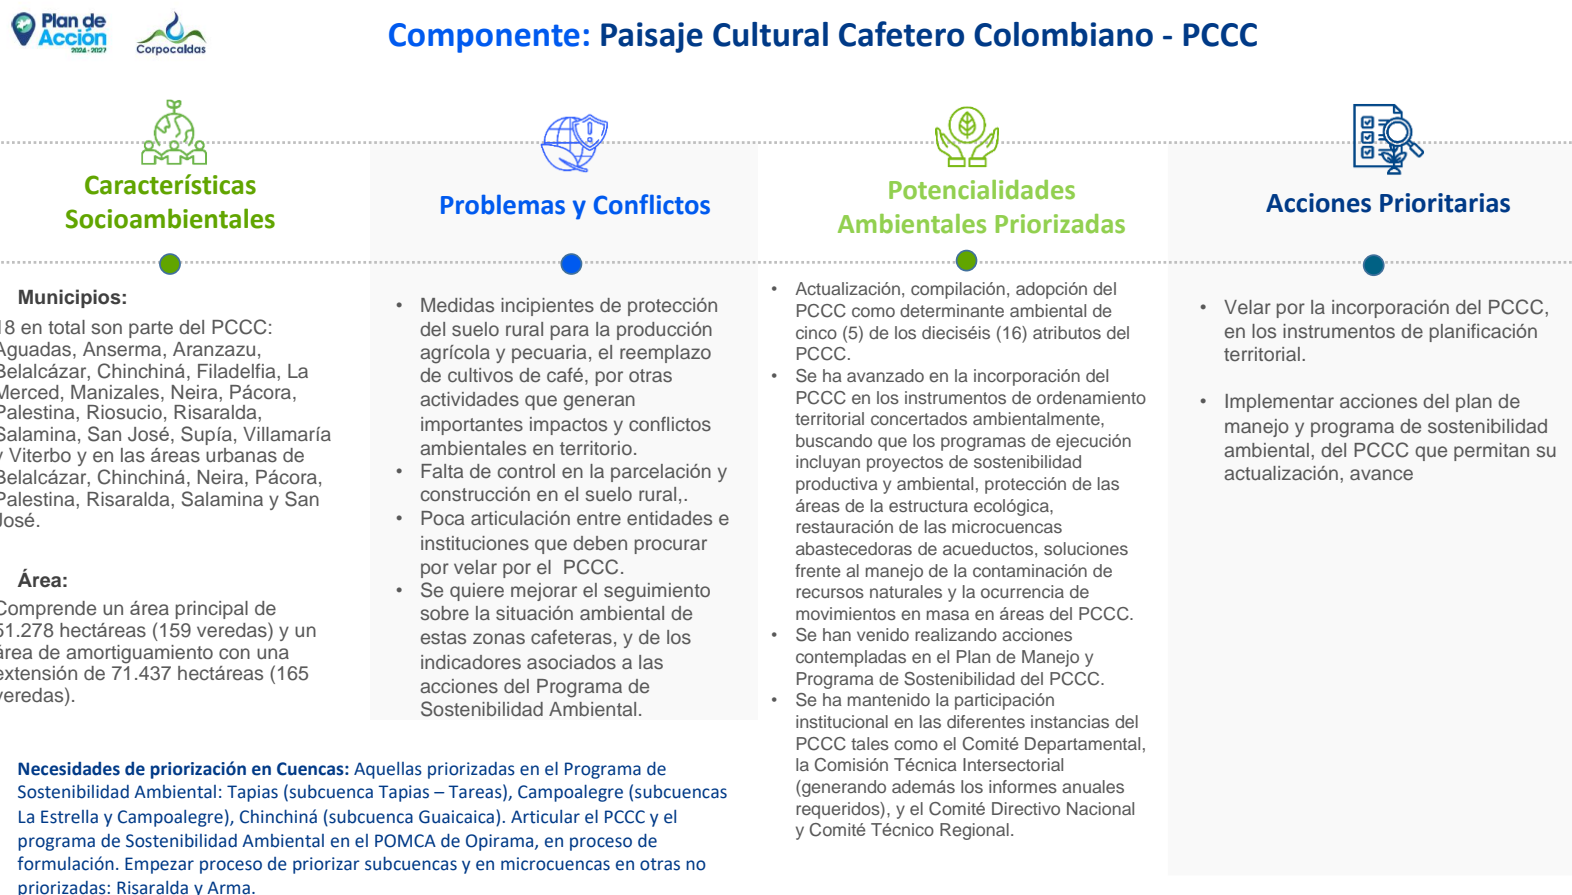 Plan de
Acción
2024 - 2027
Corpocaldas
Componente: Paisaje Cultural Cafetero Colombiano - PCCC
Características
Socioambientales
Municipios:
18 en total son parte del PCCC:
Aguadas, Anserma, Aranzazu,
Belalcázar, Chinchiná, Filadelfia, La
Merced, Manizales, Neira, Pácora,
Palestina, Riosucio, Risaralda,
Salamina, San José, Supía, Villamaría
y Viterbo y en las áreas urbanas de
Belalcázar, Chinchiná, Neira, Pácora,
Palestina, Risaralda, Salamina y San
José.
Área:
Comprende un área principal de
51.278 hectáreas (159 veredas) y un
área de amortiguamiento con una
extensión de 71.437 hectáreas (165
veredas).
Problemas y Conflictos
• Medidas incipientes de protección
del suelo rural para la producción
agrícola y pecuaria, el reemplazo
de cultivos de café, por otras
actividades que generan
importantes impactos y conflictos
ambientales en territorio.
• Falta de control en la parcelación y
construcción en el suelo rural,.
• Poca articulación entre entidades e
instituciones que deben procurar
por velar por el  PCCC.
• Se quiere mejorar el seguimiento
sobre la situación ambiental de
estas zonas cafeteras, y de los
indicadores asociados a las
acciones del Programa de
Sostenibilidad Ambiental.
Potencialidades
Ambientales Priorizadas
• Actualización, compilación, adopción del
PCCC como determinante ambiental de
cinco (5) de los dieciséis (16) atributos del
PCCC.
• Se ha avanzado en la incorporación del
PCCC en los instrumentos de ordenamiento
territorial concertados ambientalmente,
buscando que los programas de ejecución
incluyan proyectos de sostenibilidad
productiva y ambiental, protección de las
áreas de la estructura ecológica,
restauración de las microcuencas
abastecedoras de acueductos, soluciones
frente al manejo de la contaminación de
recursos naturales y la ocurrencia de
movimientos en masa en áreas del PCCC.
• Se han venido realizando acciones
contempladas en el Plan de Manejo y
Programa de Sostenibilidad del PCCC.
• Se ha mantenido la participación
institucional en las diferentes instancias del
PCCC tales como el Comité Departamental,
la Comisión Técnica Intersectorial
(generando además los informes anuales
requeridos), y el Comité Directivo Nacional
y Comité Técnico Regional.
Acciones Prioritarias
• Velar por la incorporación del PCCC,
en los instrumentos de planificación
territorial.
• Implementar acciones del plan de
manejo y programa de sostenibilidad
ambiental, del PCCC que permitan su
actualización, avance
Necesidades de priorización en Cuencas: Aquellas priorizadas en el Programa de
Sostenibilidad Ambiental: Tapias (subcuenca Tapias – Tareas), Campoalegre (subcuencas
La Estrella y Campoalegre), Chinchiná (subcuenca Guaicaica). Articular el PCCC y el
programa de Sostenibilidad Ambiental en el POMCA de Opirama, en proceso de
formulación. Empezar proceso de priorizar subcuencas y en microcuencas en otras no
priorizadas: Risaralda y Arma.